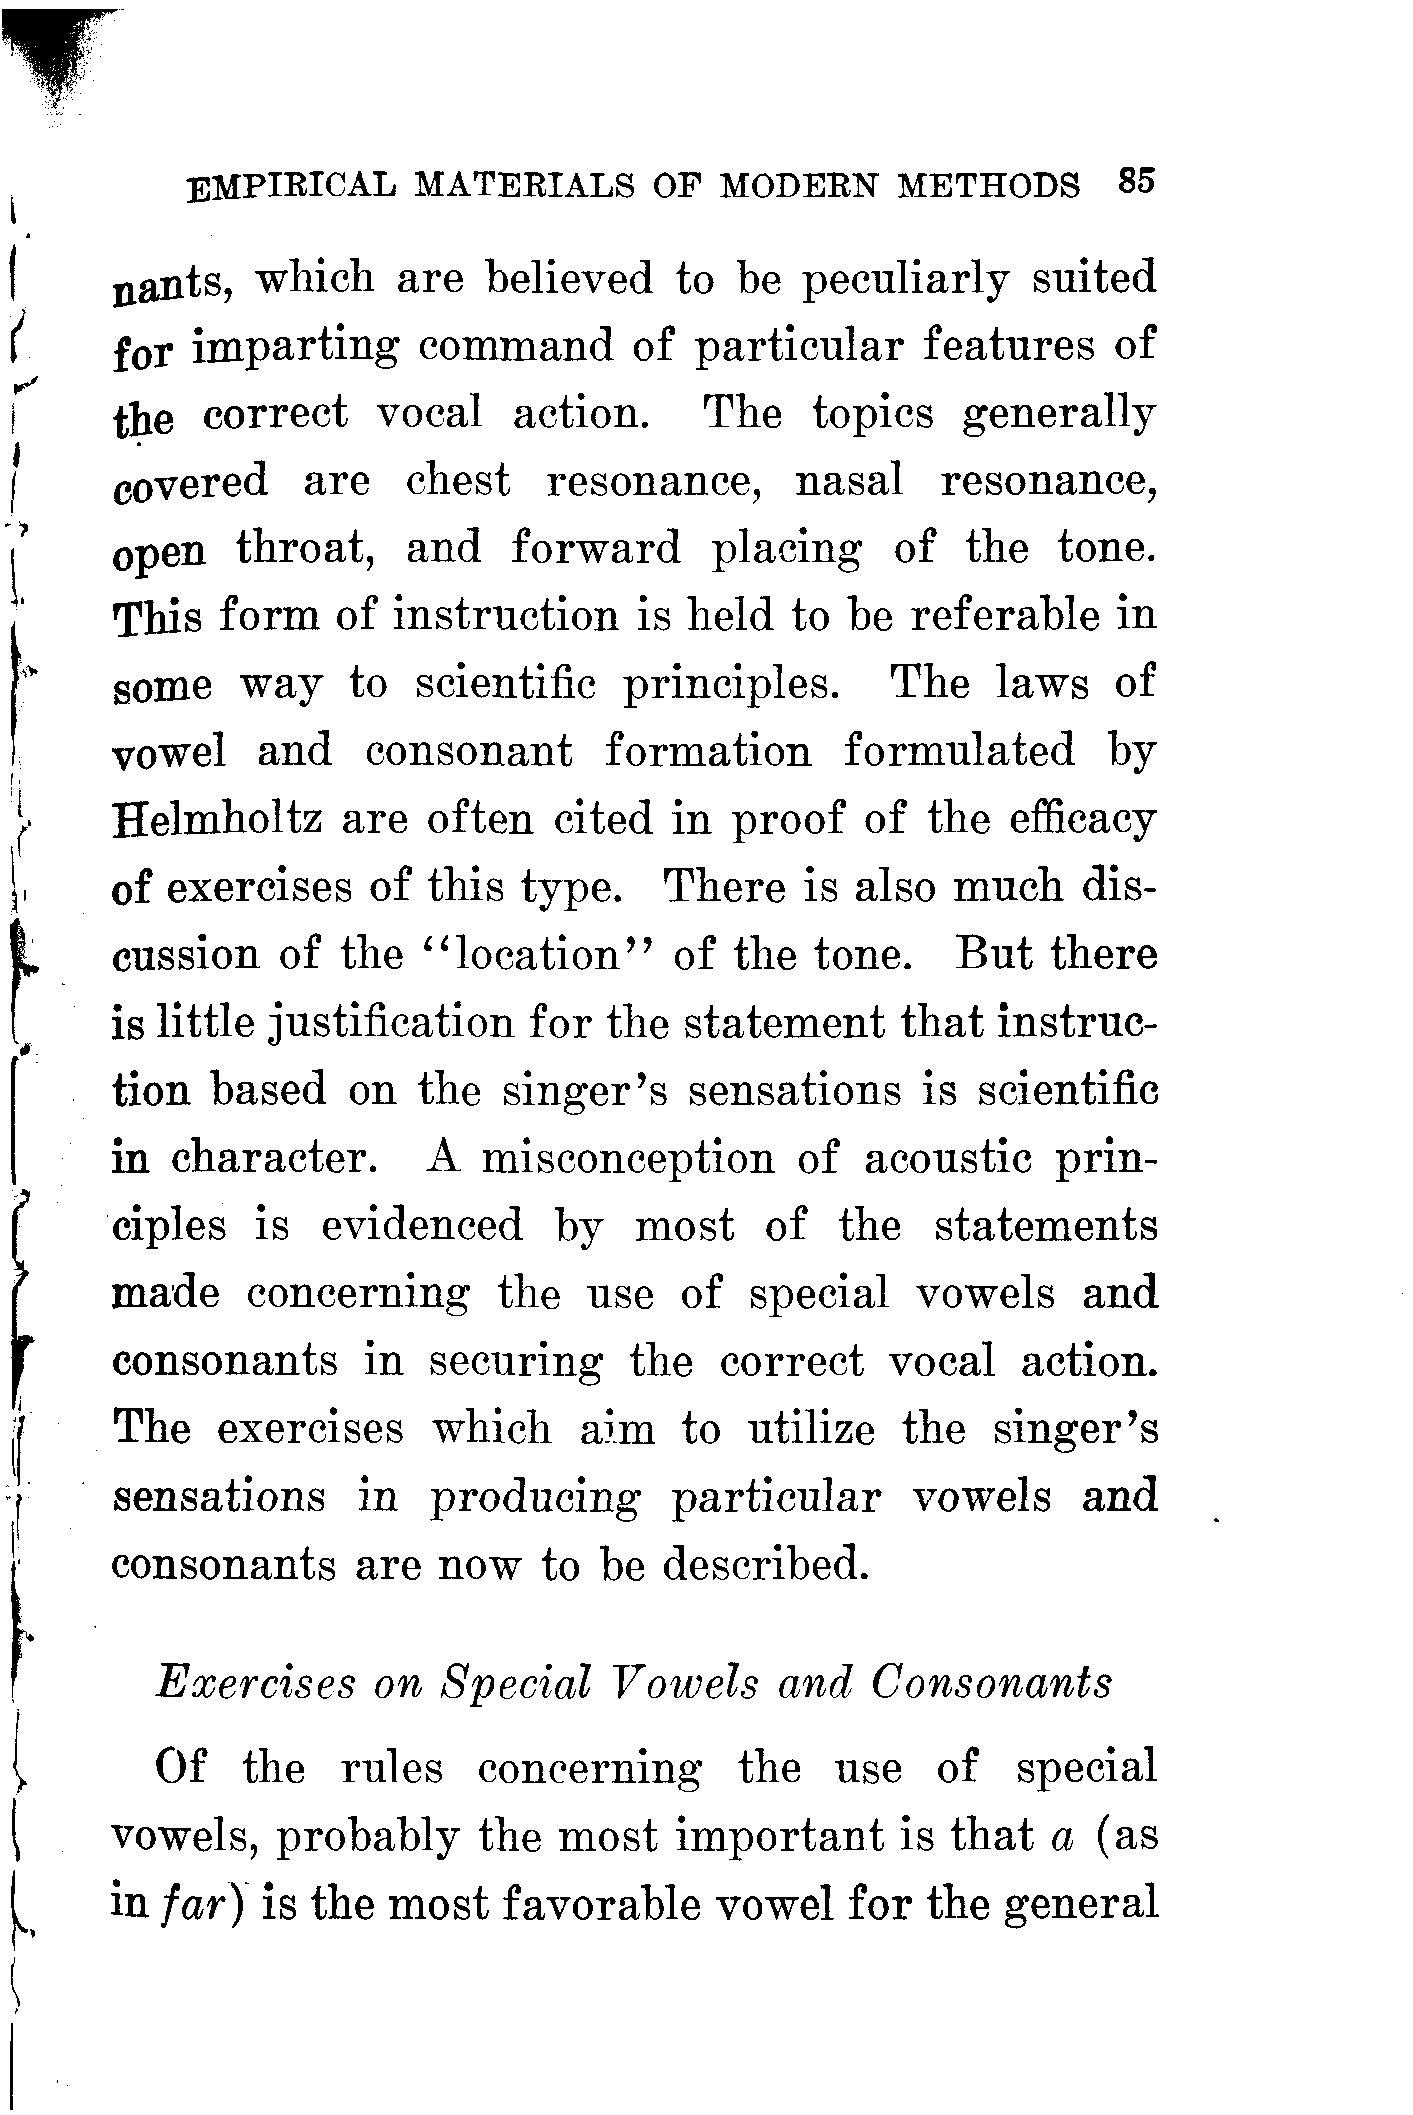 EMPIRICAL MATERIALS OF MODERN METHODS 85
nants, which are believed to be peculiarly suited
for imparting command of particular features of
the correct vocal action. The topics generally
covered are chest resonance, nasal resonance,
open throat, and forward placing of the tone.
This form of instruction is held to be referable in
some way to scientific principles. The laws of
vowel and consonant formation formulated by
Helmholtz are often cited in proof of the efficacy
of exercises of this type. There is also much dis-
cussion of the "location" of the tone. But there
is little justification for the statement that instruc-
tion based on the singer's sensations is scientific
in character. A misconception of acoustic prin-
ciples is evidenced by most of the statements
made concerning the use of special vowels and
consonants in securing the correct vocal action.
The exercises which aim to utilize the singer's
sensations in producing particular vowels and
consonants are now to be described.
Exercises on Special Vowels and Consonants
Of the rules concerning the use of special
vowels, probably the most important is that a (as
in far) is the most favorable vowel for the general